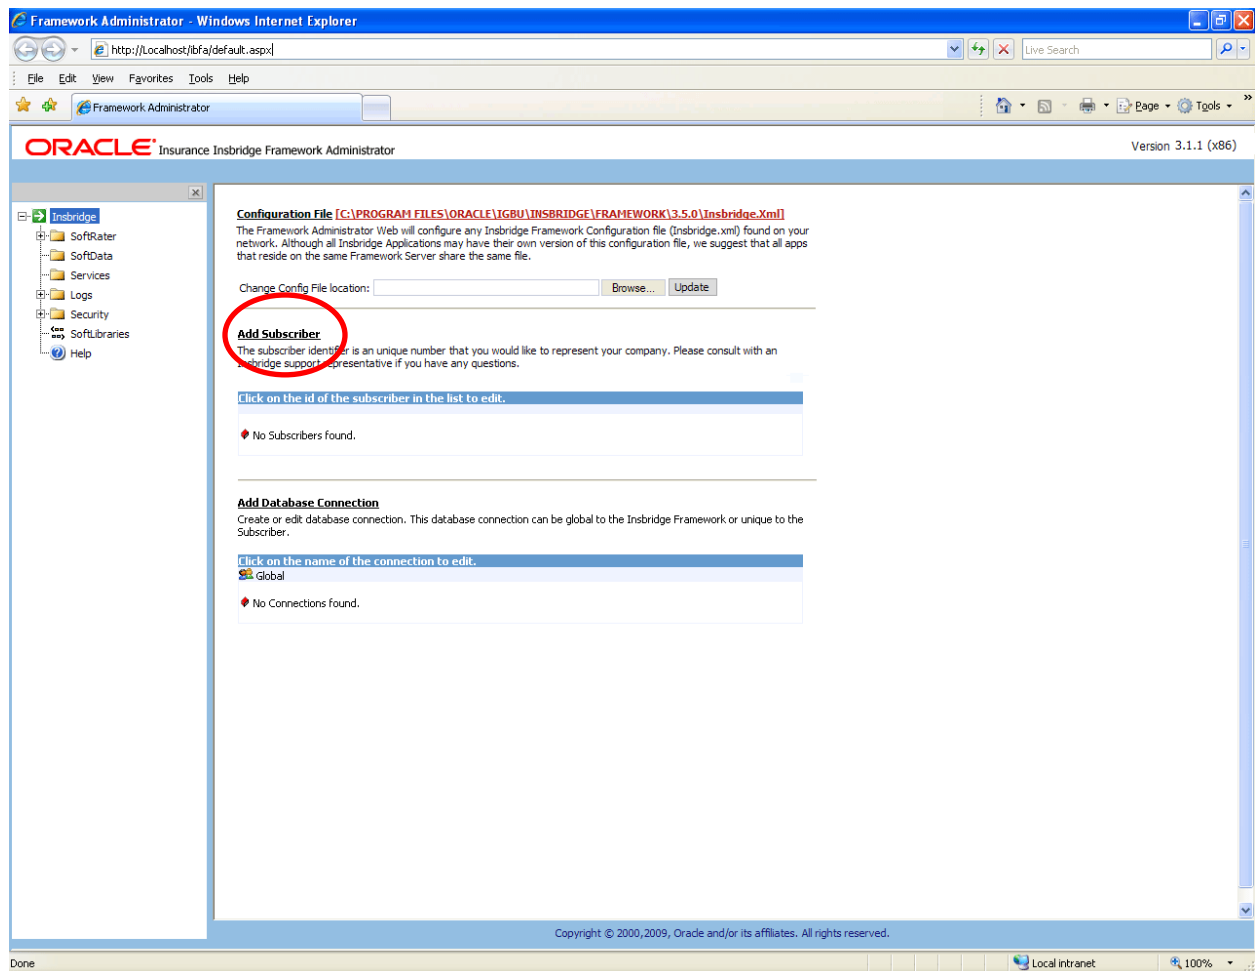 Framework Administrator - Windows Internet Explorer
http://Localhost/ibfa/default.aspx
Live Search
File Edit View Favorites Tools Help
Framework Administrator
Page Tools »
ORACLE Insurance Insbridge Framework Administrator
Version 3.1.1 (x86)
Insbridge
SoftRater
SoftData
Services
Logs
Security
SoftLibraries
Help
Configuration File [C:\PROGRAM FILES\ORACLE\IGBU\INSBRIDGE\FRAMEWORK\3.5.0\Insbridge.Xml]
The Framework Administrator Web will configure any Insbridge Framework Configuration file (Insbridge.xml) found on your
network. Although all Insbridge Applications may have their own version of this configuration file, we suggest that all apps
that reside on the same Framework Server share the same file.
Change Config File location: Browse... Update
Add Subscriber
The subscriber identifier is an unique number that you would like to represent your company. Please consult with an
Insbridge support representative if you have any questions.
Click on the id of the subscriber in the list to edit.
No Subscribers found.
Add Database Connection
Create or edit database connection. This database connection can be global to the Insbridge Framework or unique to the
Subscriber.
Click on the name of the connection to edit.
Global
No Connections found.
Copyright © 2000,2009, Oracle and/or its affiliates. All rights reserved.
Done
Local intranet
100%